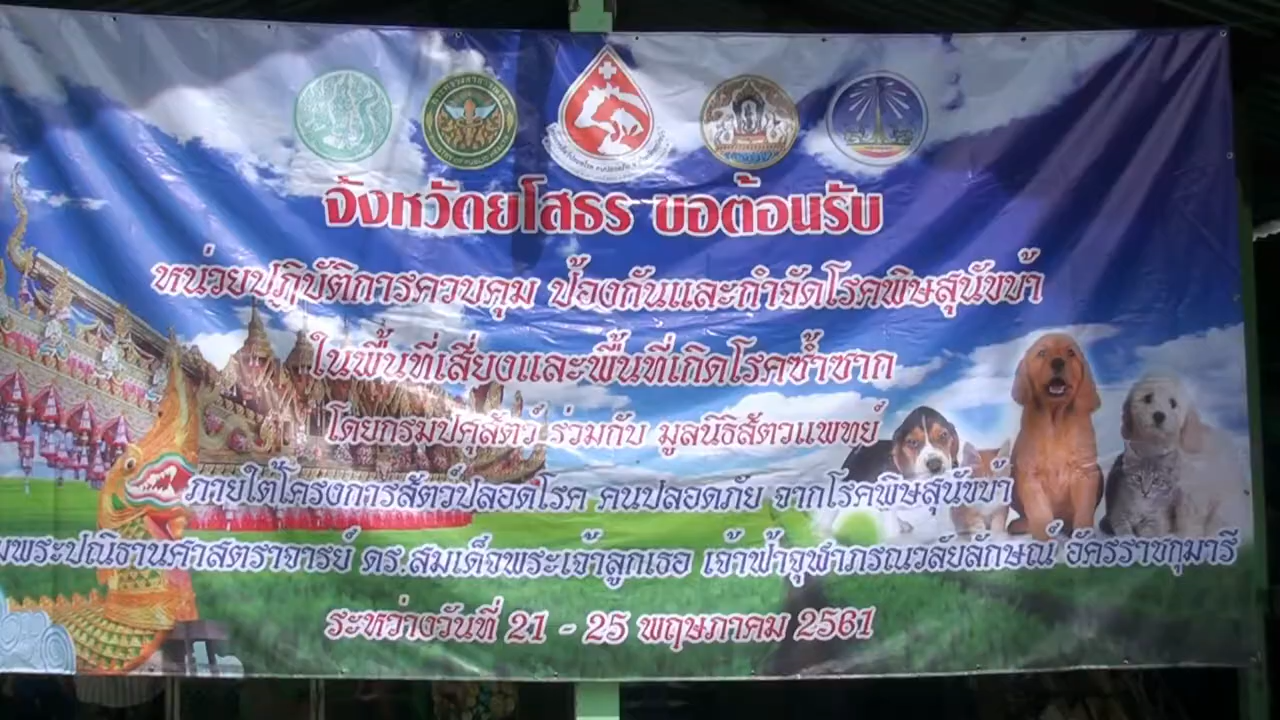 จังหวัดยโสธร ขอต้อนรับ
หน่วยปฏิบัติการควบคุม ป้องกันและกำจัดโรคพิษสุนัขบ้า
ในพื้นที่เสี่ยงและพื้นที่เกิดโรคซ้ำซาก
โดยกรมปศุสัตว์ ร่วมกับ มูลนิธิสัตวแพทย์
ภายใต้โครงการสัตว์ปลอดโรค คนปลอดภัย จากโรคพิษสุนัขบ้า
มพระปณิธานศาสตราจารย์ ดร.สมเด็จพระเจ้าลูกเธอ เจ้าฟ้าจุฬาภรณวลัยลักษณ์ อัครราชกุมารี
ระหว่างวันที่ 21 - 25 พฤษภาคม 2561